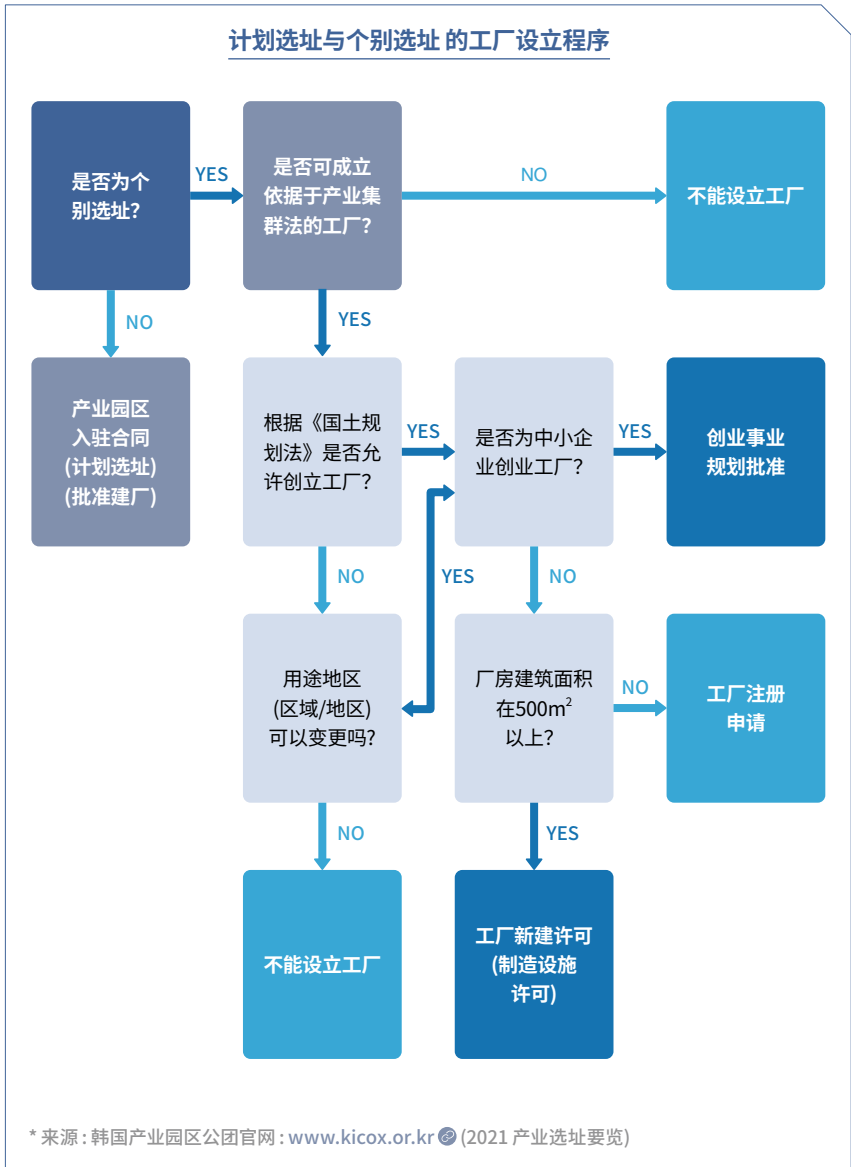 计划选址与个别选址 的工厂设立程序
是否为个
别选址？
YES
是否可成立
依据于产业集
群法的工厂？
NO
不能设立工厂
NO
YES
产业园区
入驻合同
(计划选址)
(批准建厂)
根据《国土规
划法》是否允
许创立工厂？
YES
是否为中小企
业创业工厂？
YES
创业事业
规划批准
NO
YES
NO
用途地区
(区域/地区)
可以变更吗?
厂房建筑面积
在500m²
以上？
NO
工厂注册
申请
NO
YES
不能设立工厂
工厂新建许可
(制造设施
许可)
* 来源 : 韩国产业园区公团官网 : www.kicox.or.kr (2021 产业选址要览)